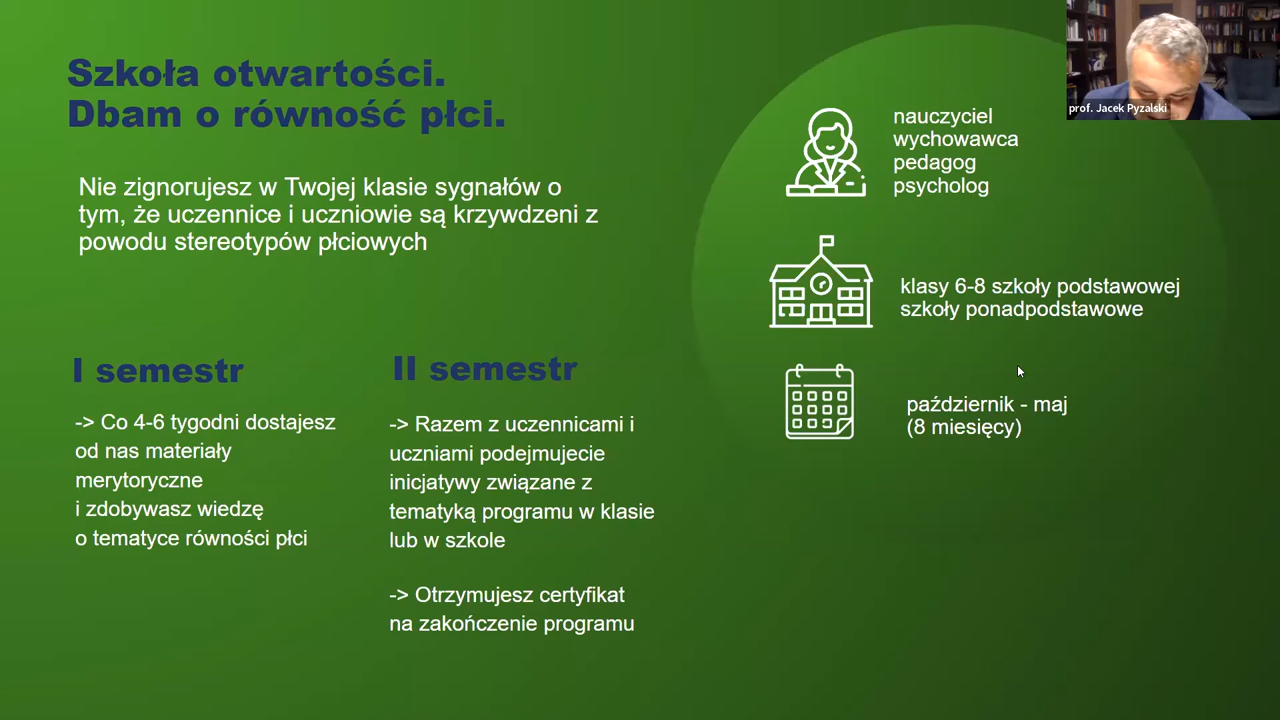 Szkoła otwartości.
Dbam o równość płci.
Nie zignorujesz w Twojej klasie sygnałów o
tym, że uczennice i uczniowie są krzywdzeni z
powodu stereotypów płciowych
I semestr
-> Co 4-6 tygodni dostajesz
od nas materiały
merytoryczne
i zdobywasz wiedzę
o tematyce równości płci
II semestr
-> Razem z uczennicami i
uczniami podejmujecie
inicjatywy związane z
tematyką programu w klasie
lub w szkole
-> Otrzymujesz certyfikat
na zakończenie programu
nauczyciel
wychowawca
pedagog
psycholog
klasy 6-8 szkoły podstawowej
szkoły ponadpodstawowe
październik - maj
(8 miesięcy)
prof. Jacek Pyzalski